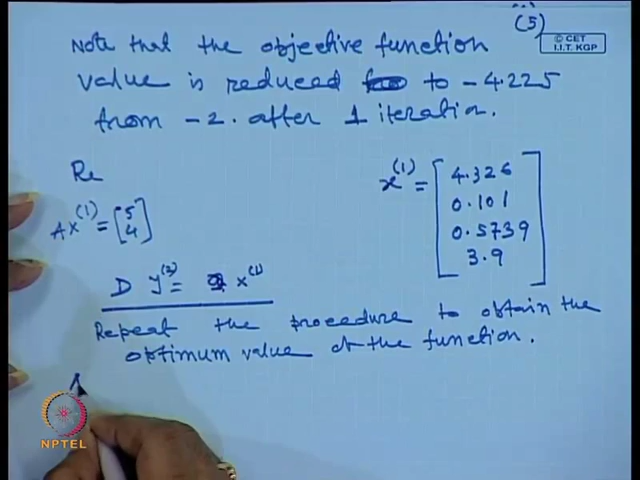 (5)
© CET
I.I.T. KGP
Note that the objective function
value is reduced to -4.225
from -2. after 1 iteration.
Re
x^(1) = [4.326
0.101
0.5739
3.9]
Ax^(1) = [5
4]
D y^(2) = x^(1)
Repeat the procedure to obtain the
optimum value of the function.
NPTEL